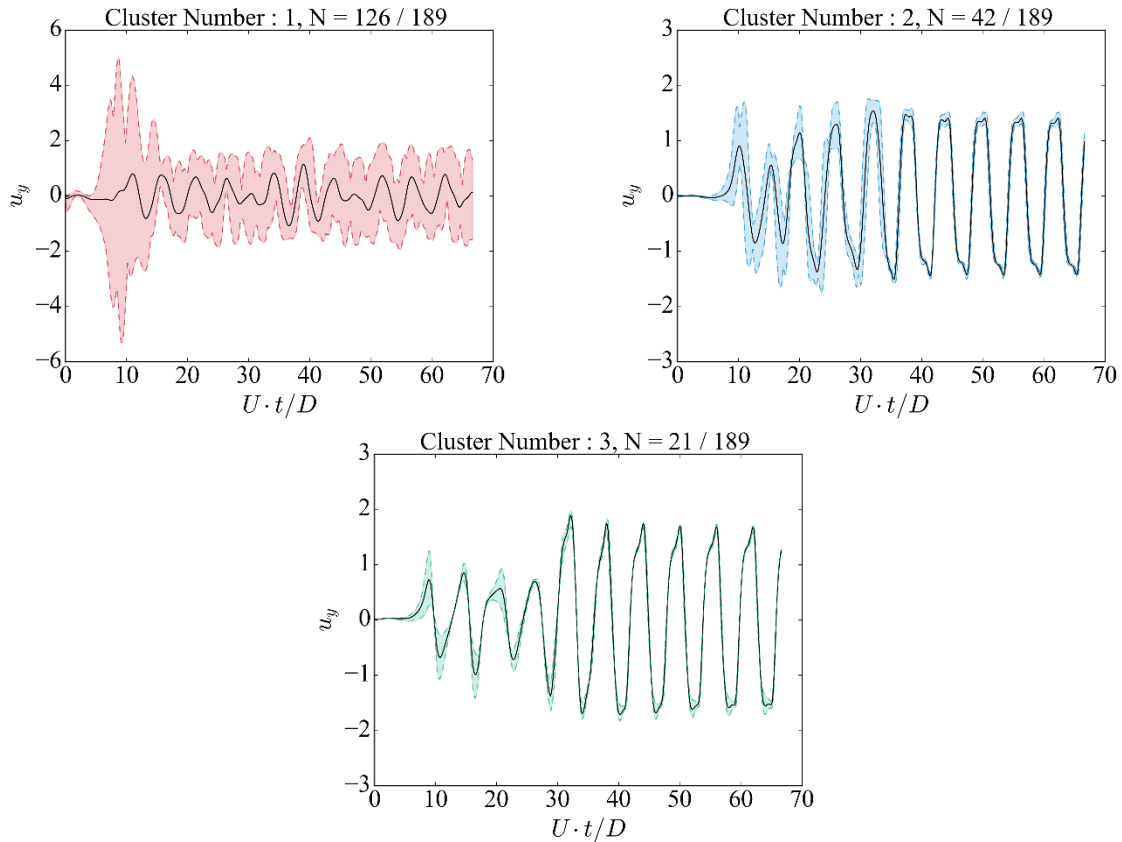 Cluster Number : 1, N = 126 / 189
6
4
2
0
−2
−4
−6
u_y
0 10 20 30 40 50 60 70
U · t/D
Cluster Number : 2, N = 42 / 189
3
2
1
0
−1
−2
−3
u_y
0 10 20 30 40 50 60 70
U · t/D
Cluster Number : 3, N = 21 / 189
3
2
1
0
−1
−2
−3
u_y
0 10 20 30 40 50 60 70
U · t/D